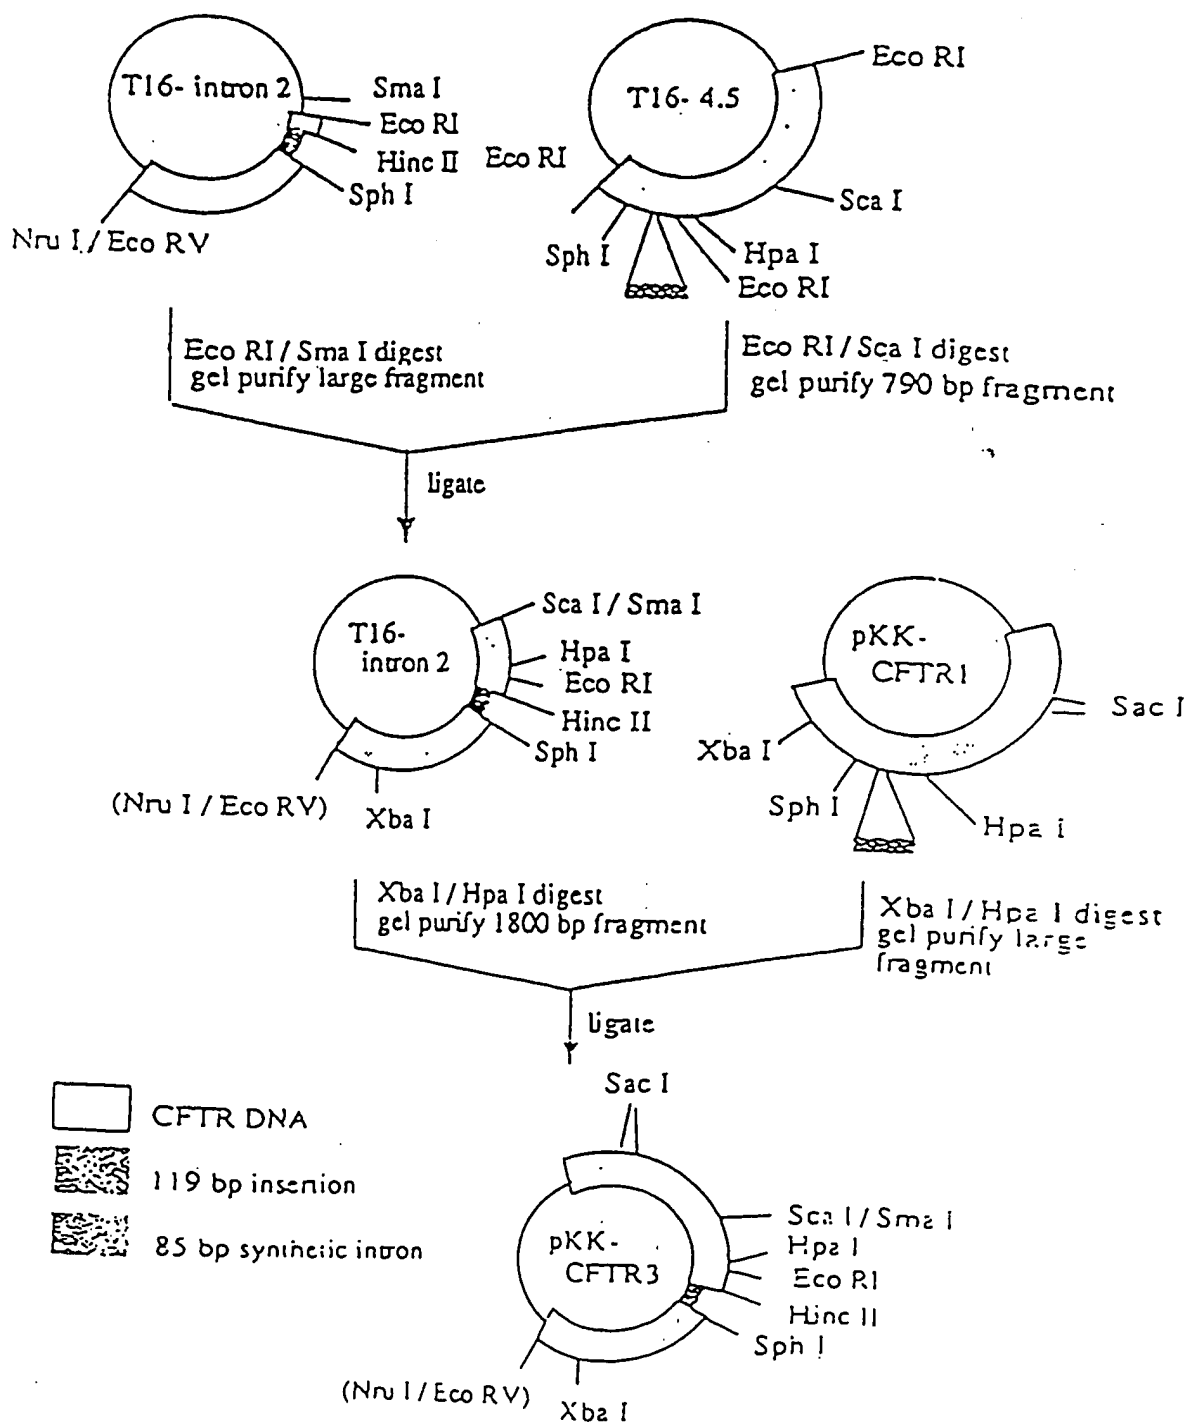 T16- intron 2
Sma I
Eco RI
Hinc II
Sph I
Nru I / Eco RV
T16- 4.5
Eco RI
Eco RI
Sca I
Sph I
Hpa I
Eco RI
Eco RI / Sma I digest
gel purify large fragment
Eco RI / Sca I digest
gel purify 790 bp fragment
ligate
T16-
intron 2
Sca I / Sma I
Hpa I
Eco RI
Hinc II
Sph I
(Nru I / Eco RV)
Xba I
pKK-
CFTR1
Sac I
Xba I
Sph I
Hpa I
Xba I / Hpa I digest
gel purify 1800 bp fragment
Xba I / Hpa I digest
gel purify large
fragment
ligate
Sac I
CFTR DNA
119 bp insertion
85 bp synthetic intron
pKK-
CFTR3
Sca I / Sma I
Hpa I
Eco RI
Hinc II
Sph I
(Nru I / Eco RV)
Xba I